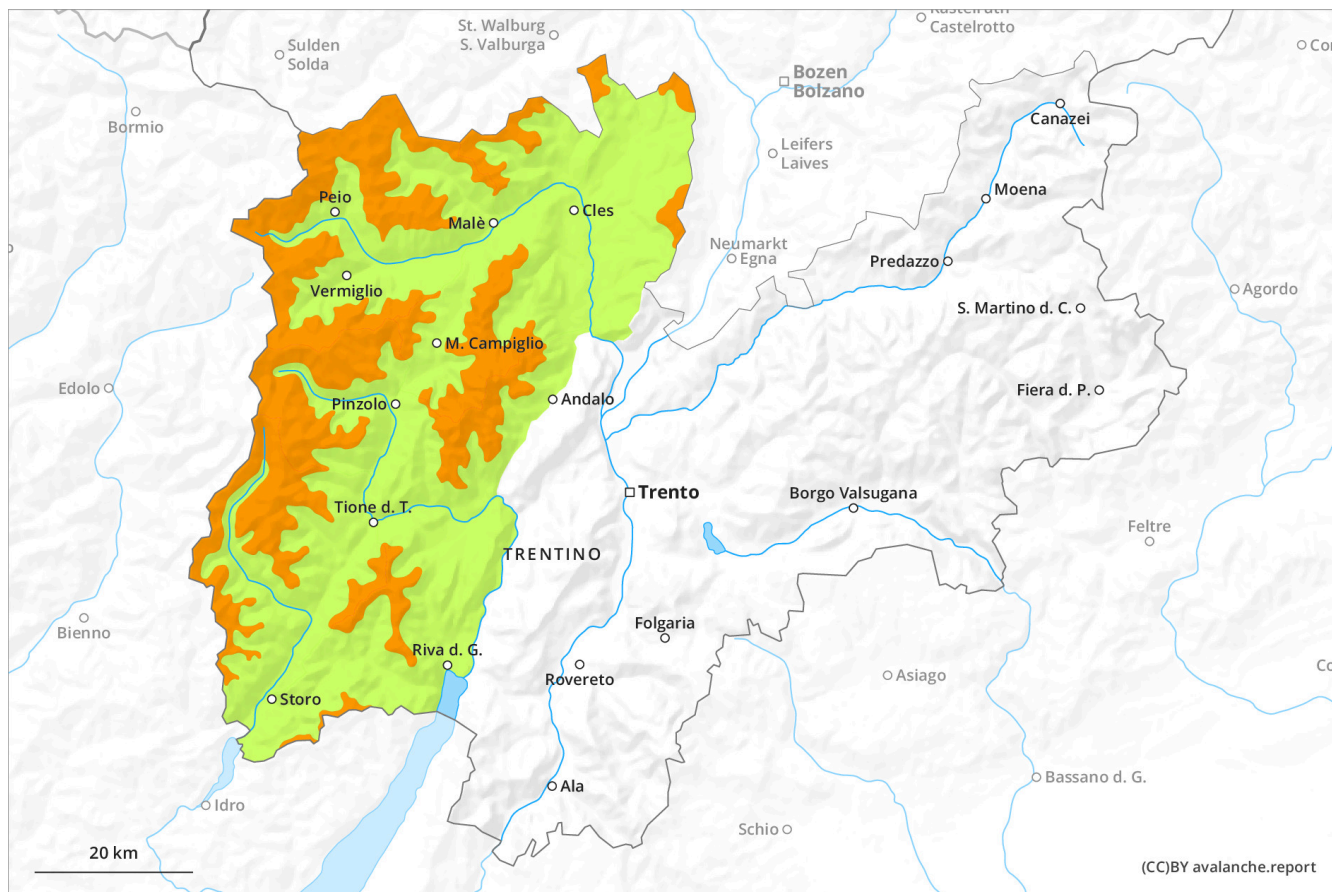 St. Walburg
S. Valburga
Castelrotto
Sulden
Solda
Bozen
Bolzano
Bormio
Canazei
Leifers
Laives
Peio
Malè
Cles
Moena
Neumarkt
Egna
Predazzo
Vermiglio
Agordo
S. Martino d. C.
M. Campiglio
Edolo
Pinzolo
Andalo
Fiera d. P.
Trento
Borgo Valsugana
Tione d. T.
Feltre
TRENTINO
Bienno
Folgaria
Riva d. G.
Rovereto
Asiago
Storo
Bassano d. G.
Ala
Idro
Schio
20 km
(CC)BY avalanche.report